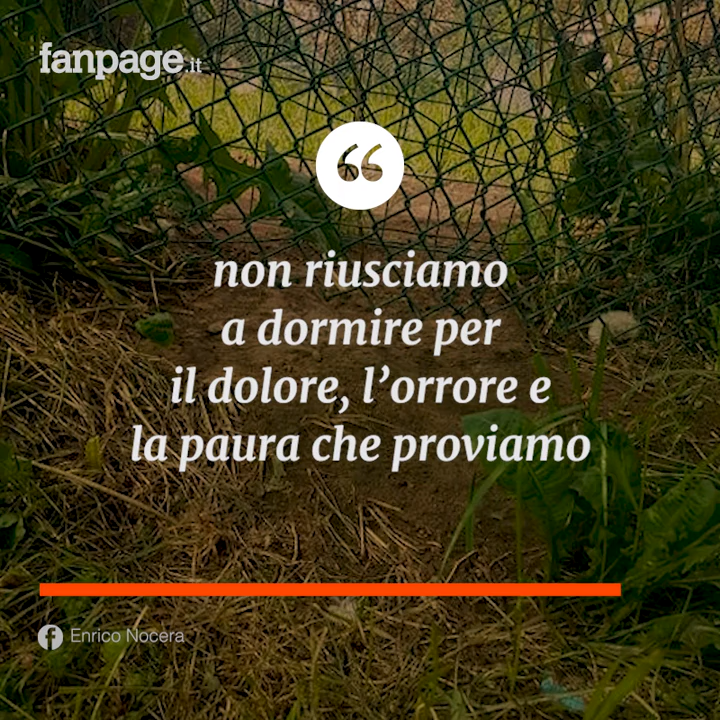 fanpage.it
“
non riusciamo
a dormire per
il dolore, l’orrore e
la paura che proviamo
f Enrico Nocera